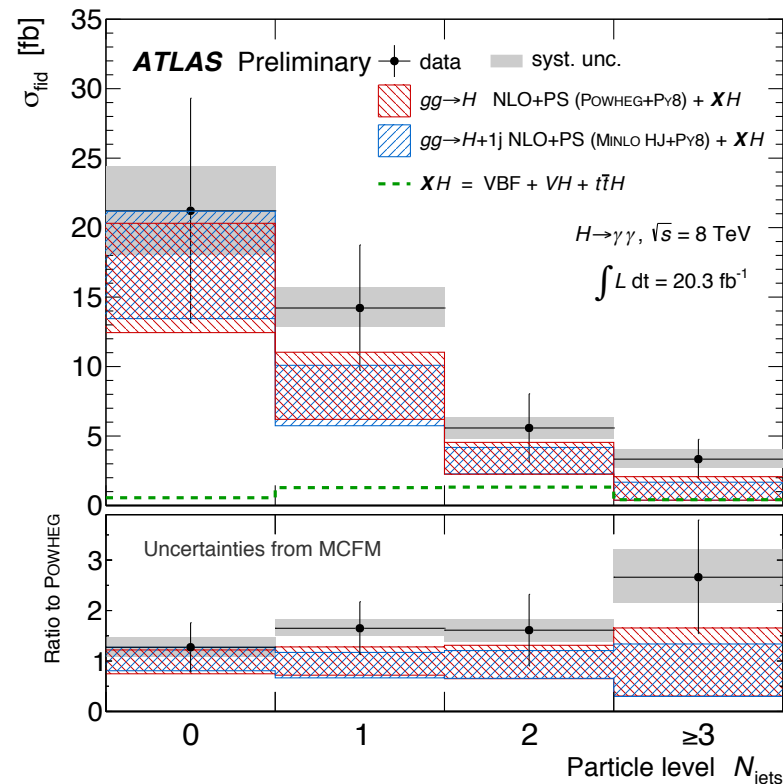 σ_fid [fb]
35
30
25
20
15
10
5
0
ATLAS Preliminary
data
syst. unc.
gg→H NLO+PS (POWHEG+PY8) + XH
gg→H+1j NLO+PS (MINLO HJ+PY8) + XH
XH = VBF + VH + tt̄H
H→γγ, √s = 8 TeV
∫ L dt = 20.3 fb⁻¹
Ratio to POWHEG
3
2
1
0
Uncertainties from MCFM
0 1 2 ≥3
Particle level N_jets